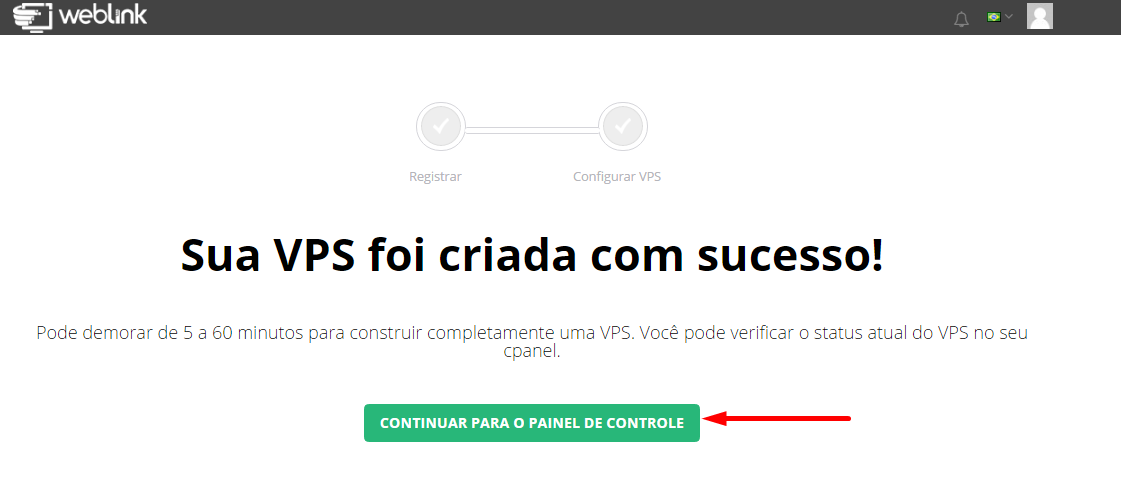 weblink
Registrar
Configurar VPS
Sua VPS foi criada com sucesso!
Pode demorar de 5 a 60 minutos para construir completamente uma VPS. Você pode verificar o status atual do VPS no seu
cpanel.
CONTINUAR PARA O PAINEL DE CONTROLE